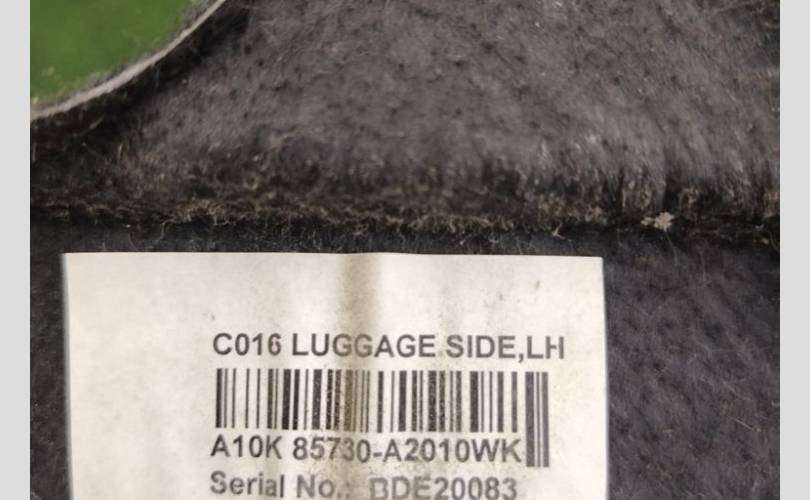 C016 LUGGAGE SIDE,LH
A10K 85730-A2010WK
Serial No.: BDE20083